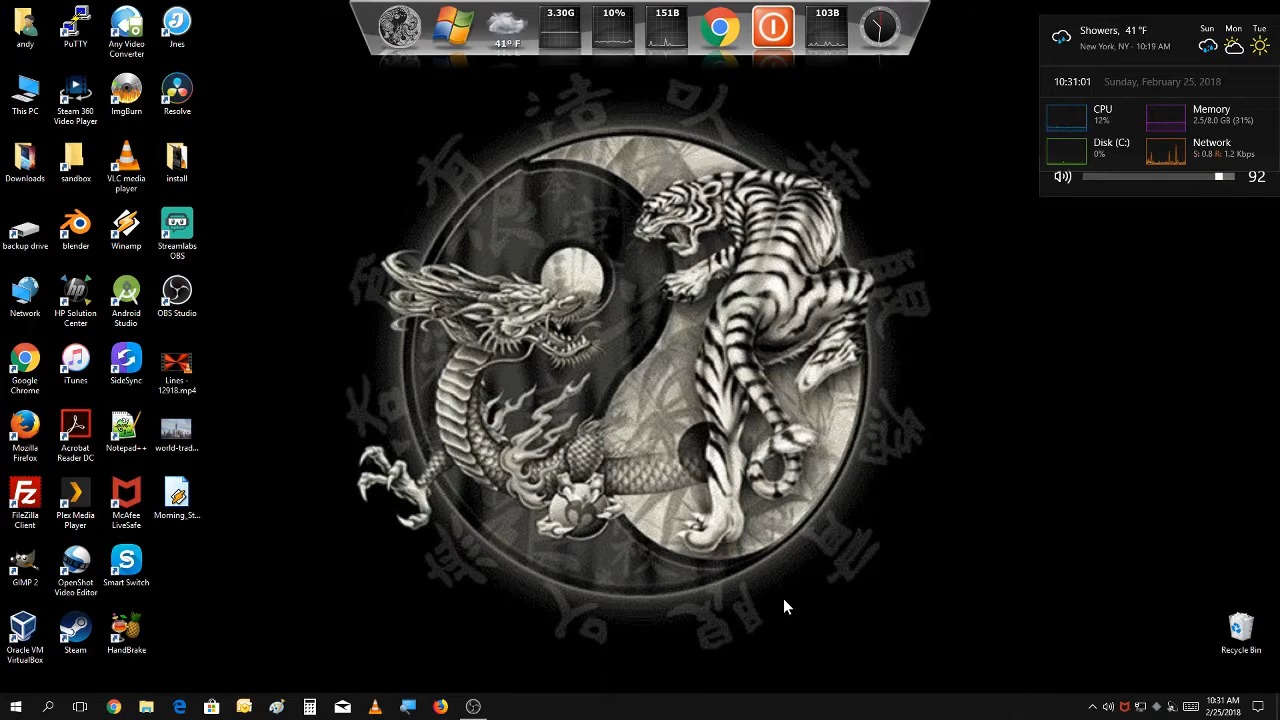 3.30G
10%
151B
103B
41° F
Showers, 41°F
New York, NY - 10:19 AM
Sun
Mon
Tue
10:31:01
Sunday, February 25, 2018
CPU
12%
Memory
2.5/8.0 GB (31%)
Disk (C:)
0%
Network
S: 0.8 R: 1.2 Kbps
92
andy
PuTTY
Any Video
Converter
Jnes
This PC
Steam 360
Video Player
ImgBurn
Resolve
Downloads
sandbox
VLC media
player
install
backup drive
blender
Winamp
Streamlabs
OBS
Network
HP Solution
Center
Android
Studio
OBS Studio
Google
Chrome
iTunes
SideSync
Lines -
12918.mp4
Mozilla
Firefox
Acrobat
Reader DC
Notepad++
world-trad...
FileZilla
Client
Plex Media
Player
McAfee
LiveSafe
Morning_St...
GIMP 2
OpenShot
Video Editor
Smart Switch
Oracle VM
VirtualBox
Steam
HandBrake
Recycle Bin
10:31 AM
2/25/2018